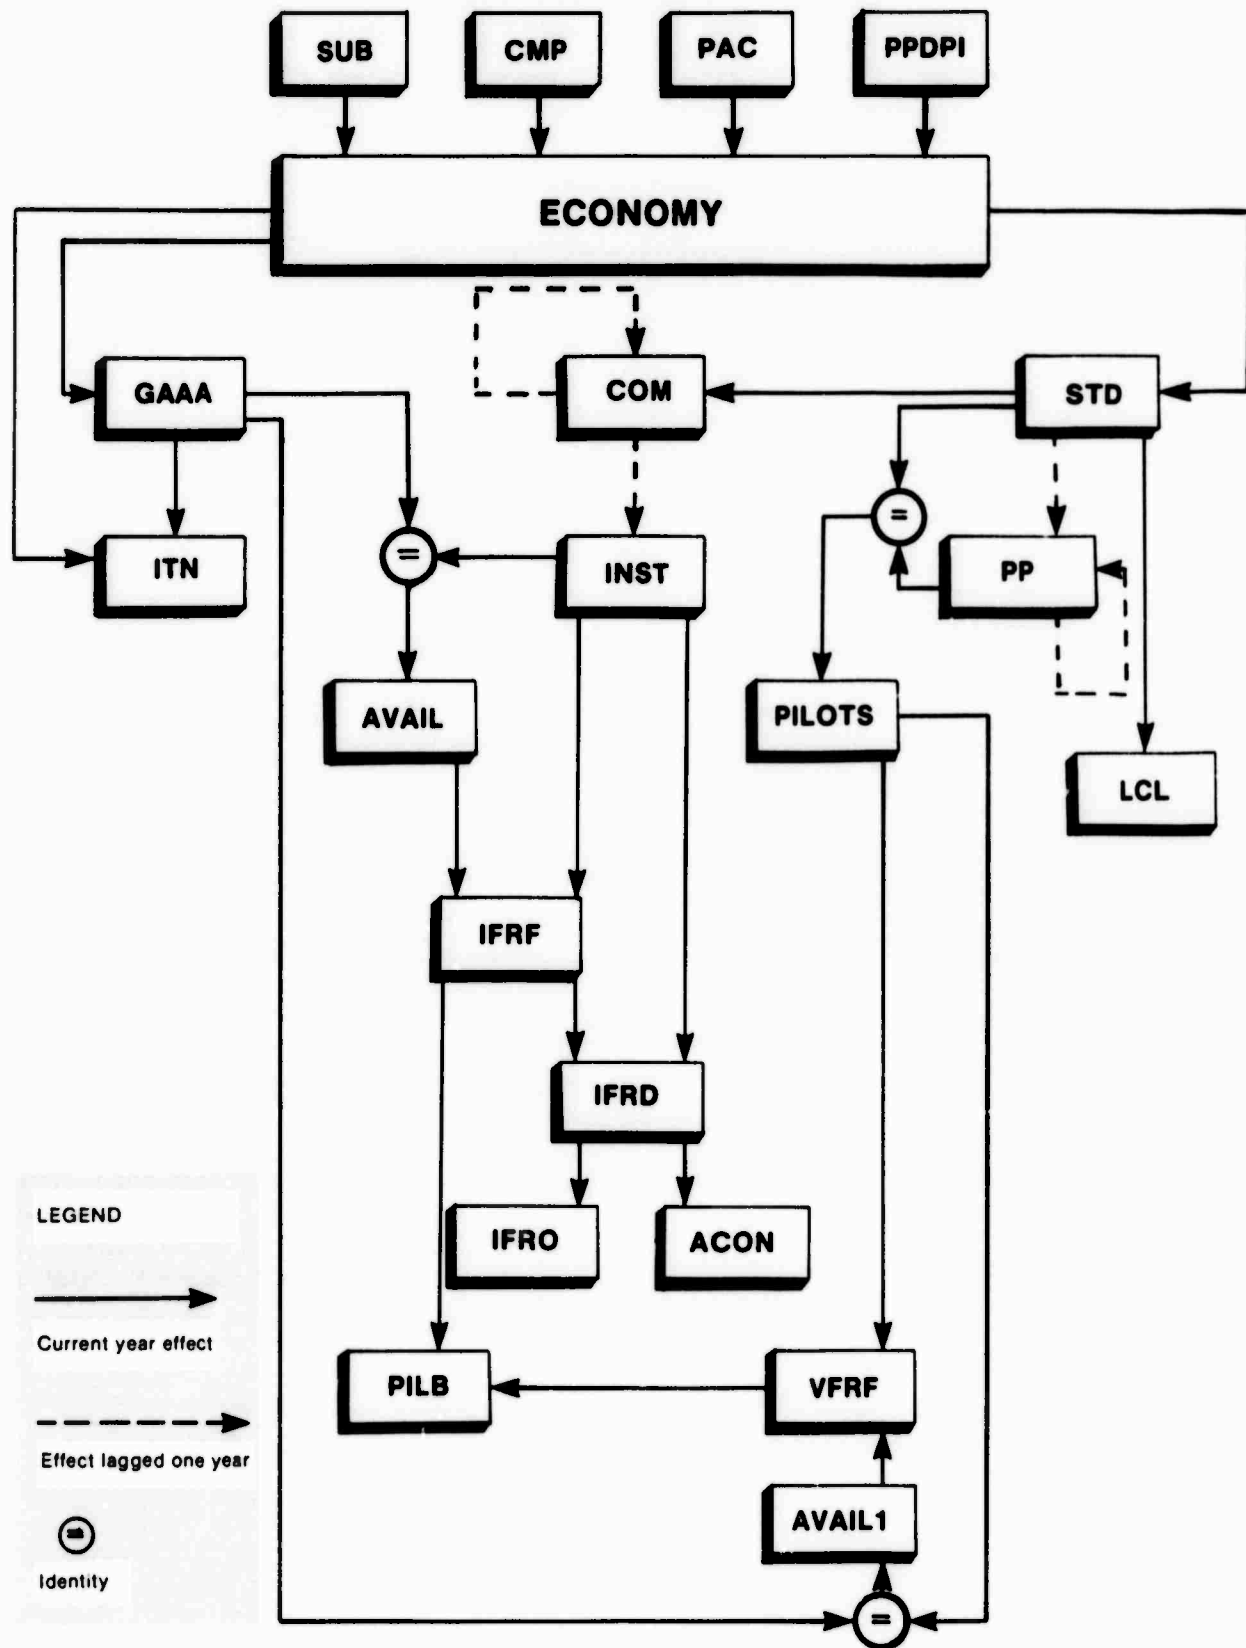 SUB
CMP
PAC
PPDPI
ECONOMY
GAAA
COM
STD
=
=
ITN
INST
PP
AVAIL
PILOTS
LCL
IFRF
IFRD
LEGEND
IFRO
ACON
Current year effect
PILB
VFRF
Effect lagged one year
AVAIL1
=
Identity
=